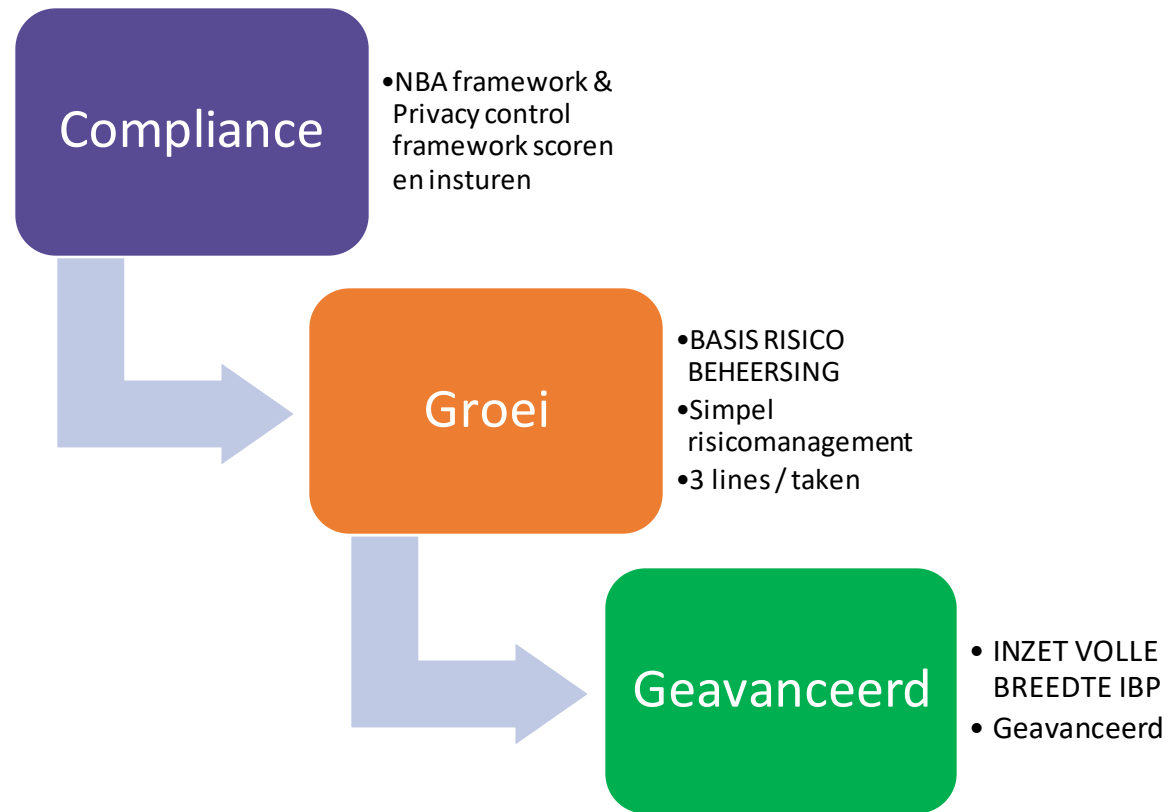 Compliance
•NBA framework &
Privacy control
framework scoren
en insturen
Groei
•BASIS RISICO
BEHEERSING
•Simpel
risicomanagement
•3 lines / taken
Geavanceerd
• INZET VOLLE
BREEDTE IBP
• Geavanceerd